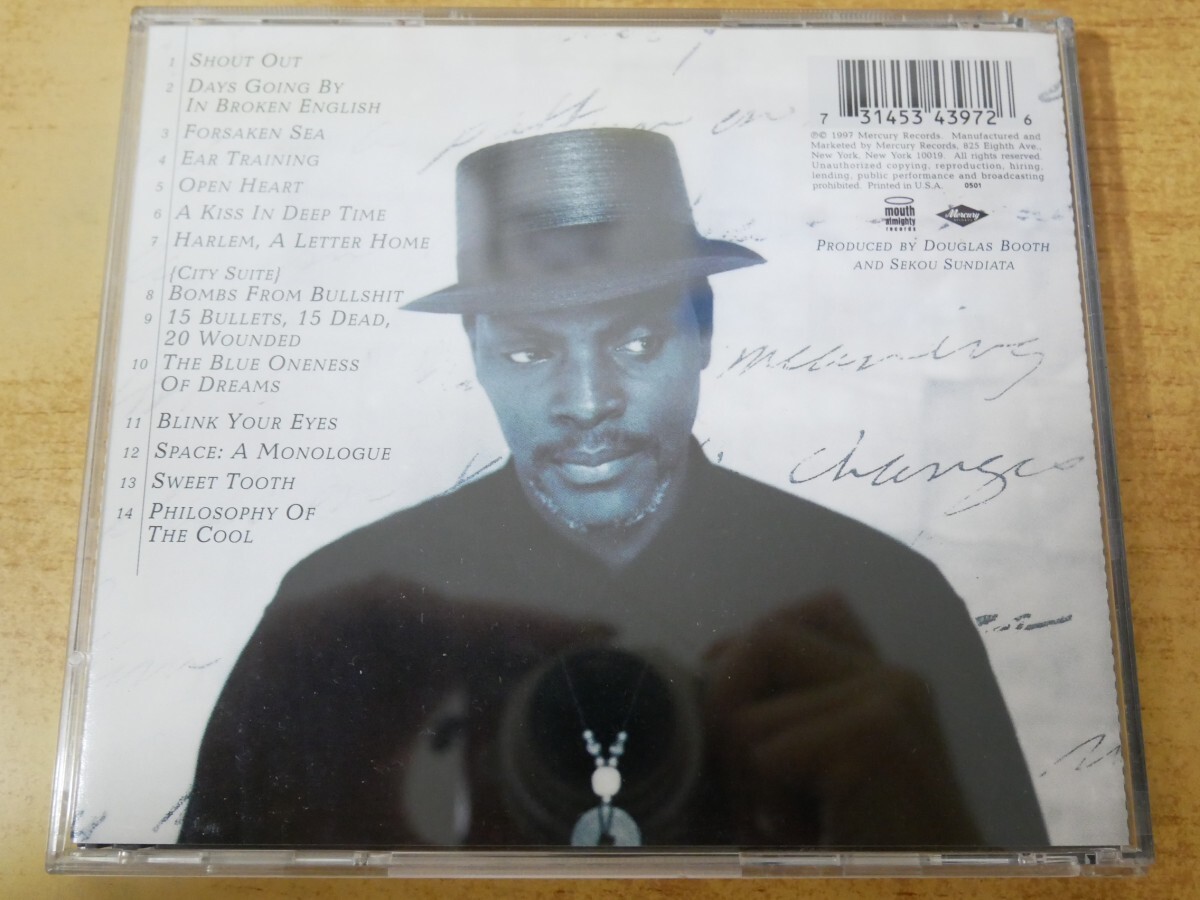 1 SHOUT OUT
2 DAYS GOING BY
IN BROKEN ENGLISH
3 FORSAKEN SEA
4 EAR TRAINING
5 OPEN HEART
6 A KISS IN DEEP TIME
7 HARLEM, A LETTER HOME
{CITY SUITE}
8 BOMBS FROM BULLSHIT
9 15 BULLETS, 15 DEAD,
20 WOUNDED
10 THE BLUE ONENESS
OF DREAMS
11 BLINK YOUR EYES
12 SPACE: A MONOLOGUE
13 SWEET TOOTH
14 PHILOSOPHY OF
THE COOL
7 31453 43972 6
℗© 1997 Mercury Records. Manufactured and
Marketed by Mercury Records, 825 Eighth Ave.,
New York, New York 10019. All rights reserved.
Unauthorized copying, reproduction, hiring,
lending, public performance and broadcasting
prohibited. Printed in U.S.A. 0501
mouth
almighty
records
Mercury
PRODUCED BY DOUGLAS BOOTH
AND SEKOU SUNDIATA
changes